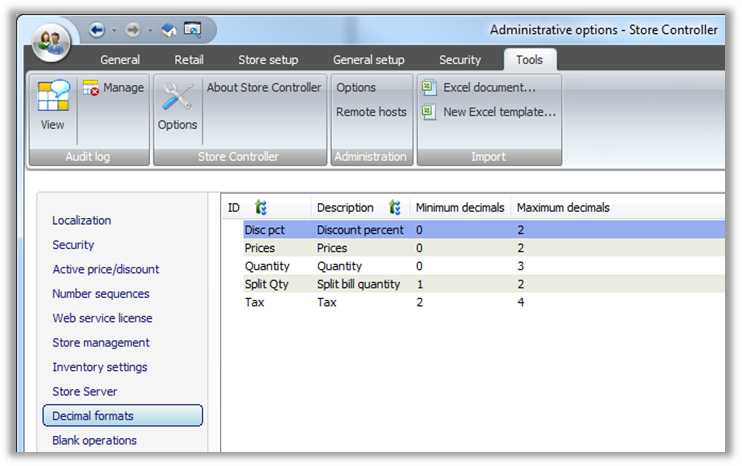 Administrative options - Store Controller
General Retail Store setup General setup Security Tools
View Manage Options About Store Controller Options Remote hosts Excel document... New Excel template...
Audit log Store Controller Administration Import
Localization
Security
Active price/discount
Number sequences
Web service license
Store management
Inventory settings
Store Server
Decimal formats
Blank operations
ID Description Minimum decimals Maximum decimals
Disc pct Discount percent 0 2
Prices Prices 0 2
Quantity Quantity 0 3
Split Qty Split bill quantity 1 2
Tax Tax 2 4